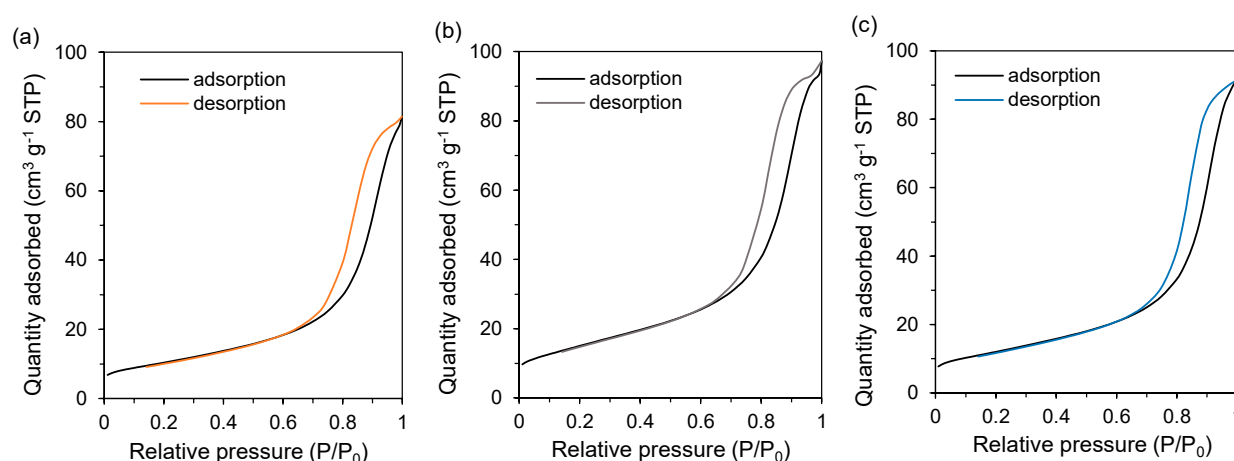 (a)
100
80
60
40
20
0
0 0.2 0.4 0.6 0.8 1
adsorption
desorption
Quantity adsorbed (cm³ g⁻¹ STP)
Relative pressure (P/P₀)
(b)
100
80
60
40
20
0
0 0.2 0.4 0.6 0.8 1
adsorption
desorption
Quantity adsorbed (cm³ g⁻¹ STP)
Relative pressure (P/P₀)
(c)
100
80
60
40
20
0
0 0.2 0.4 0.6 0.8
adsorption
desorption
Quantity adsorbed (cm³ g⁻¹ STP)
Relative pressure (P/P₀)